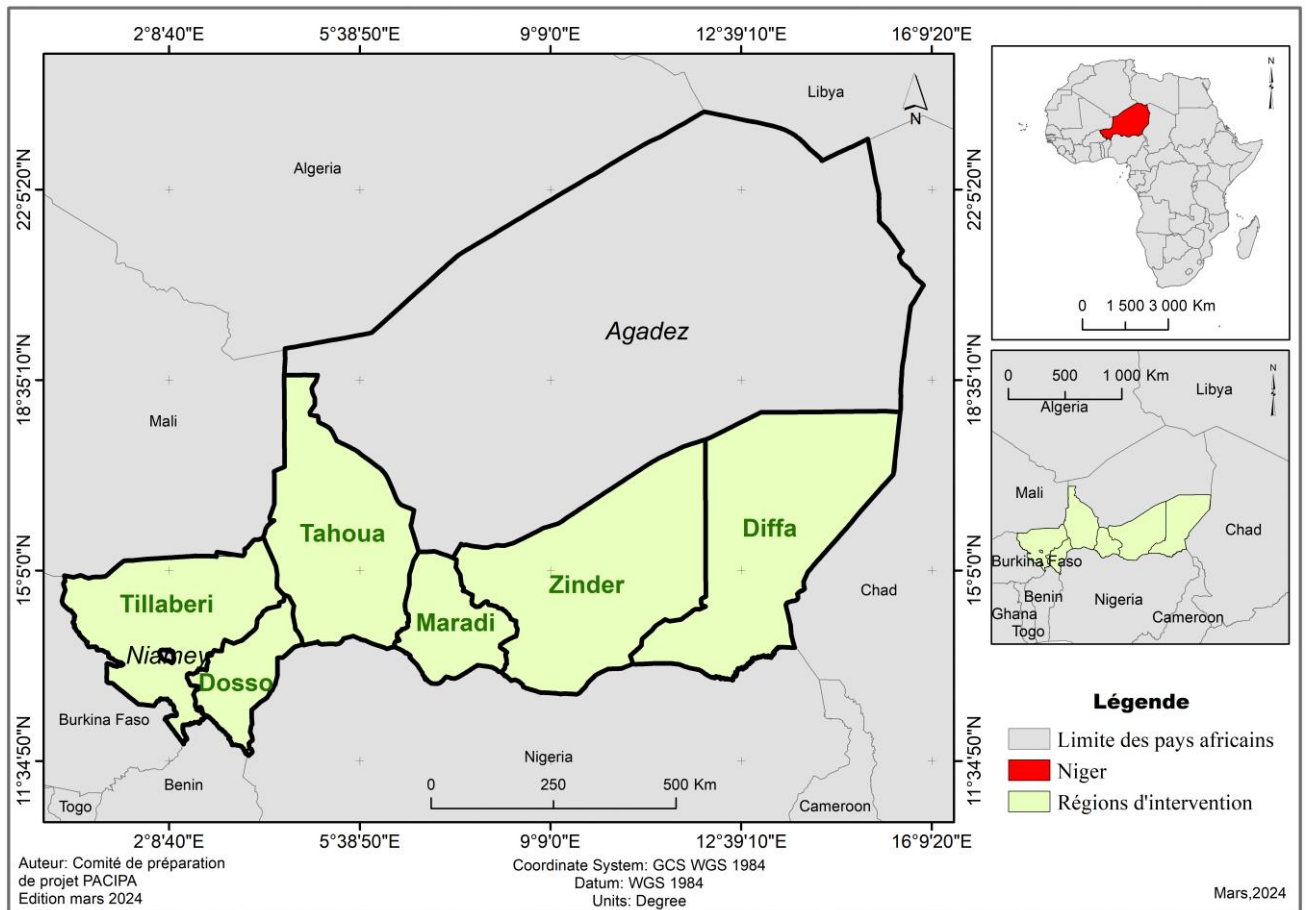 2°8'40"E 5°38'50"E 9°9'0"E 12°39'10"E 16°9'20"E
Libya
N
Algeria
22°5'20"N
22°5'20"N
Agadez
18°35'10"N
18°35'10"N
Mali
Tahoua
Diffa
15°5'0"N
15°5'0"N
Zinder
Chad
Tillaberi
Maradi
Niamey
Dosso
Burkina Faso
Nigeria
11°34'50"N
11°34'50"N
Benin
0 250 500 Km
Togo
Cameroon
2°8'40"E 5°38'50"E 9°9'0"E 12°39'10"E 16°9'20"E
N
0 1 500 3 000 Km
0 500 1 000 Km
N
Libya
Algeria
Mali
Chad
Burkina Faso
Benin
Nigeria
Ghana
Cameroon
Togo
Légende
Limite des pays africains
Niger
Régions d'intervention
Auteur: Comité de préparation
de projet PACIPA
Edition mars 2024
Coordinate System: GCS WGS 1984
Datum: WGS 1984
Units: Degree
Mars,2024